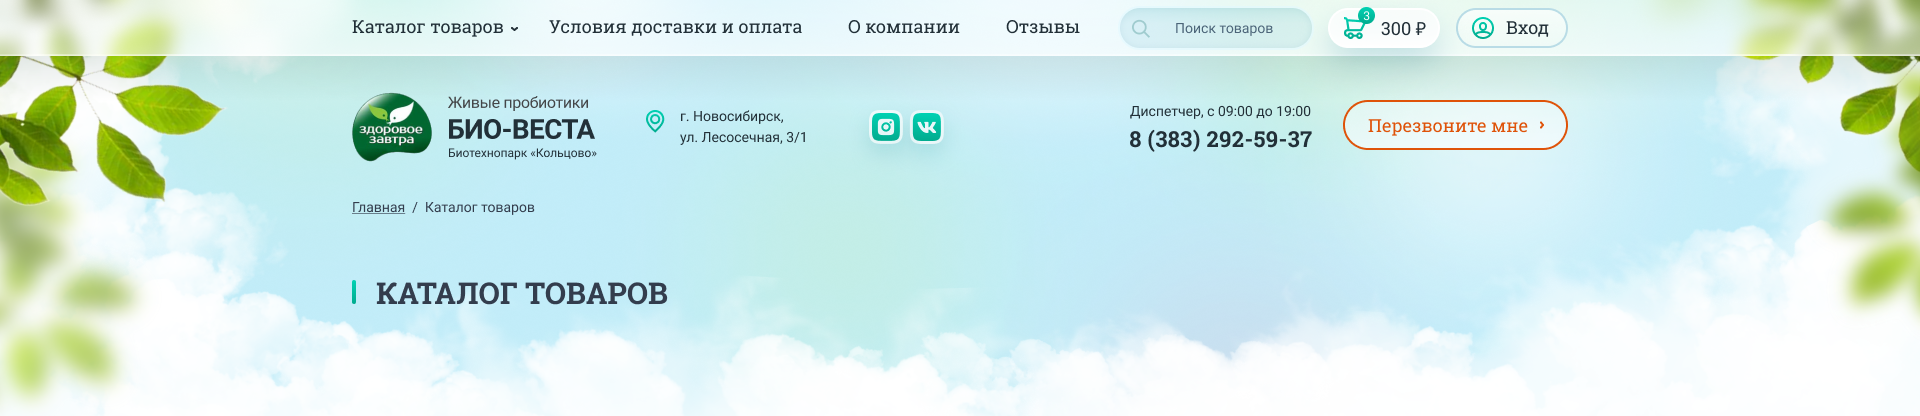 Каталог товаров
Условия доставки и оплата
О компании
Отзывы
Поиск товаров
3
300 ₽
Вход
здоровое
завтра
Живые пробиотики
БИО-ВЕСТА
Биотехнопарк «Кольцово»
г. Новосибирск,
ул. Лесосечная, 3/1
Диспетчер, с 09:00 до 19:00
8 (383) 292-59-37
Перезвоните мне
Главная / Каталог товаров
КАТАЛОГ ТОВАРОВ